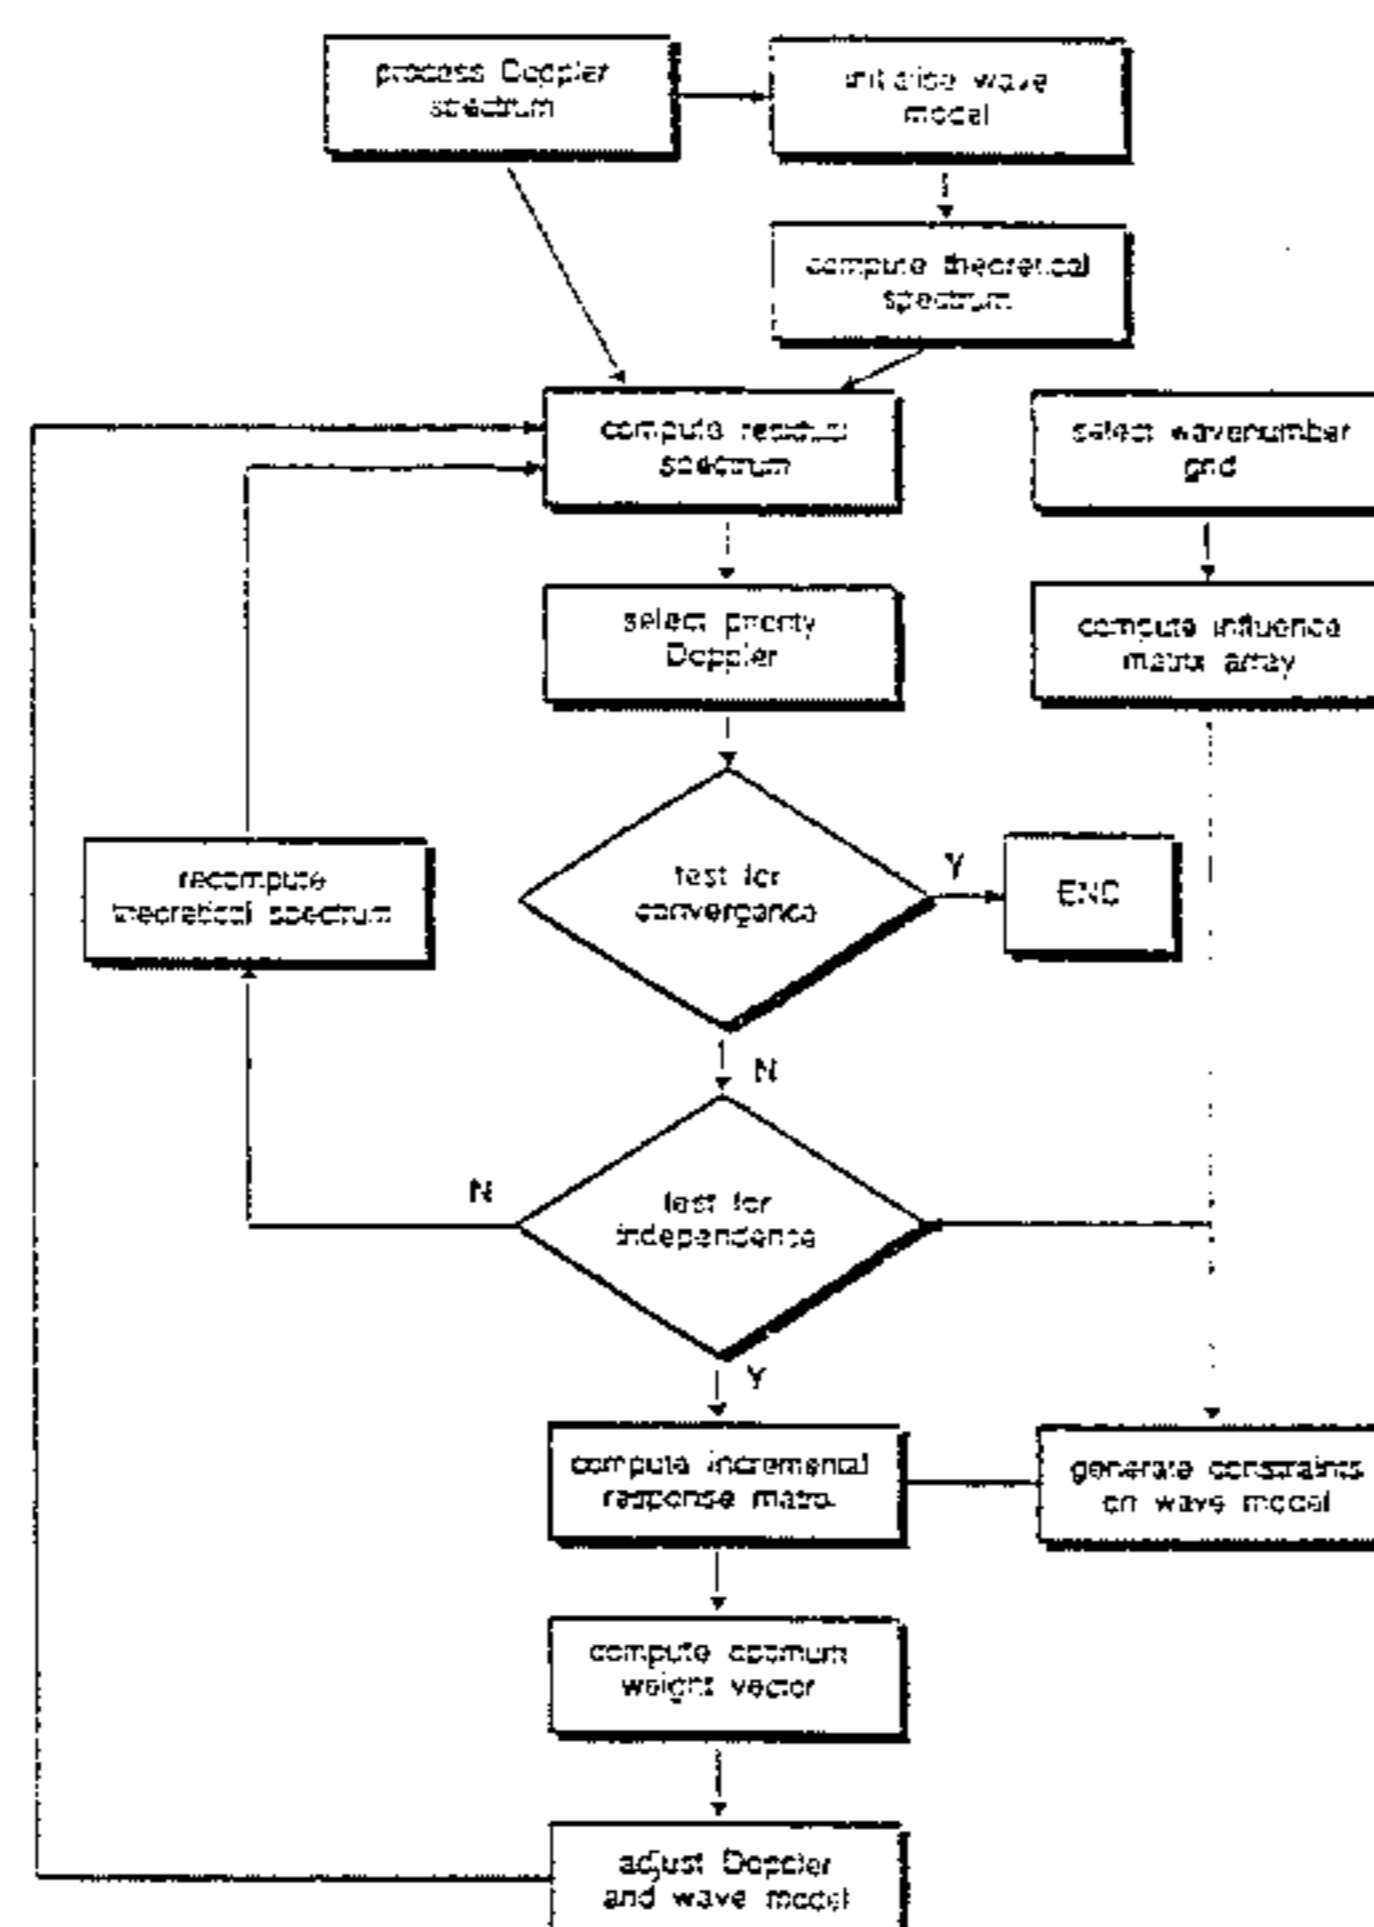 process Doppler
spectrum
initialise wave
model
compute theoretical
spectrum
compute residual
spectrum
select wavenumber
grid
select priority
Doppler
compute influence
matrix array
recompute
theoretical spectrum
test for
convergence
Y
END
N
N
test for
independence
Y
compute incremental
response matrix
generate constraints
on wave model
compute optimum
weight vector
adjust Doppler
and wave model